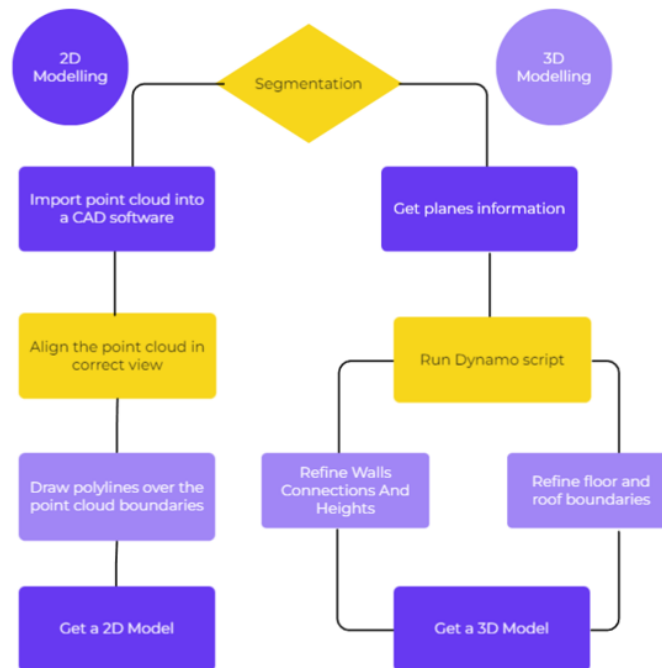 2D
Modelling
Segmentation
3D
Modelling
Import point cloud into
a CAD software
Get planes information
Align the point cloud in
correct view
Run Dynamo script
Draw polylines over the
point cloud boundaries
Refine Walls
Connections And
Heights
Refine floor and
roof boundaries
Get a 2D Model
Get a 3D Model